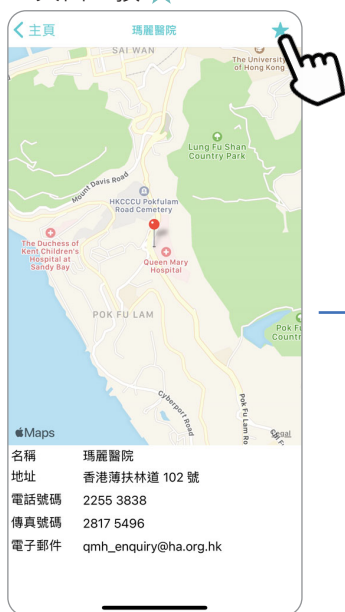 主頁
瑪麗醫院
SAI WAN
The University
of Hong Kong
Lung Fu Shan
Country Park
Mount Davis Road
HKCCCU Pokfulam
Road Cemetery
The Duchess of
Kent Children's
Hospital at
Sandy Bay
Queen Mary
Hospital
POK FU LAM
Pok F
Countr
Cyberport Road
Pok Fu Lam Ro
Maps
Legal
名稱 瑪麗醫院
地址 香港薄扶林道 102 號
電話號碼 2255 3838
傳真號碼 2817 5496
電子郵件 qmh_enquiry@ha.org.hk